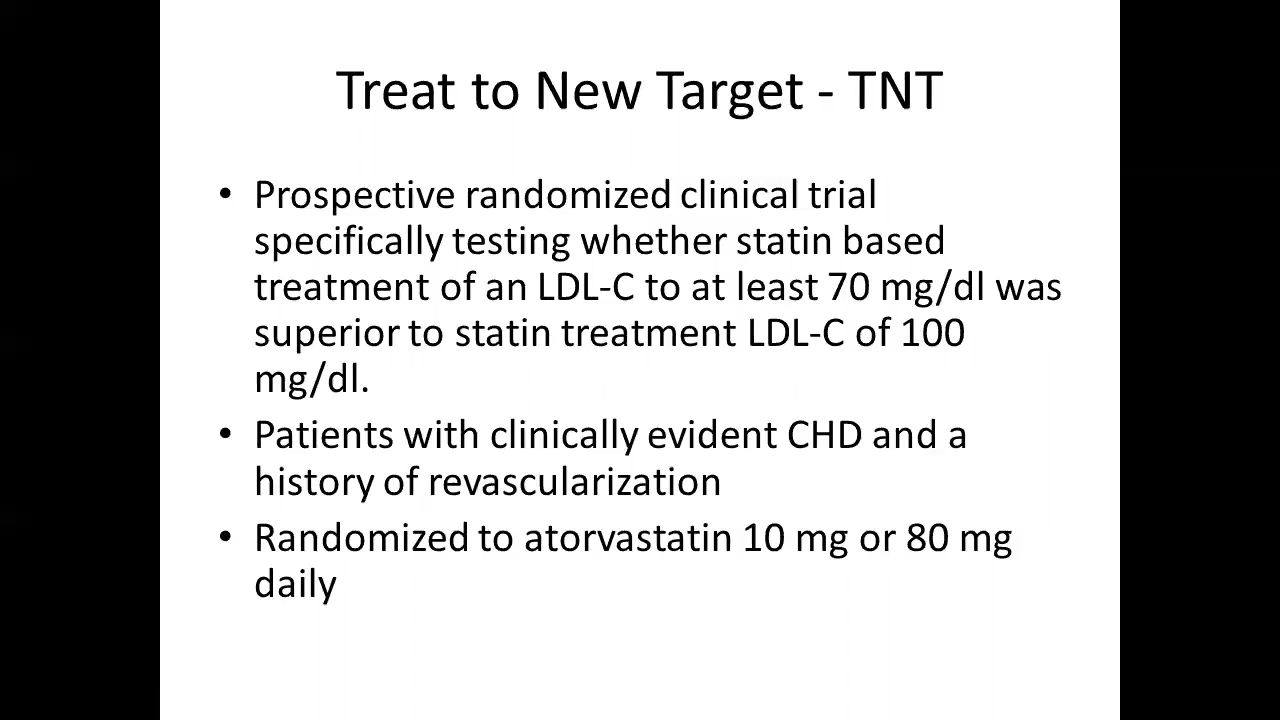 Treat to New Target - TNT
• Prospective randomized clinical trial
specifically testing whether statin based
treatment of an LDL-C to at least 70 mg/dl was
superior to statin treatment LDL-C of 100
mg/dl.
• Patients with clinically evident CHD and a
history of revascularization
• Randomized to atorvastatin 10 mg or 80 mg
daily